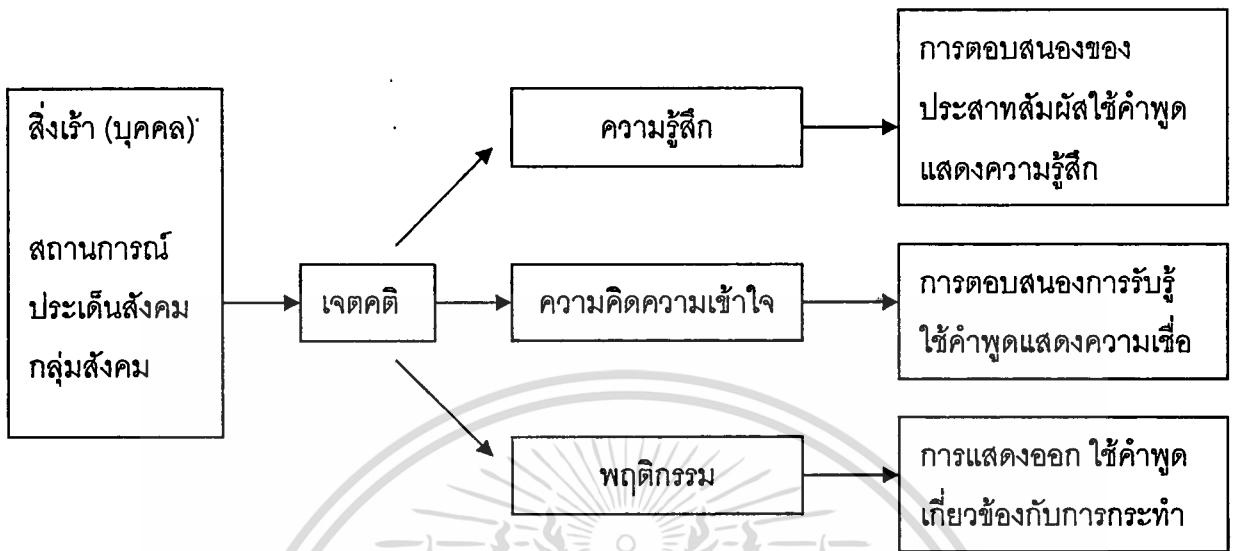 สิ่งเร้า (บุคคล)
สถานการณ์
ประเด็นสังคม
กลุ่มสังคม
เจตคติ
ความรู้สึก
ความคิดความเข้าใจ
พฤติกรรม
การตอบสนองของ
ประสาทสัมผัสใช้คำพูด
แสดงความรู้สึก
การตอบสนองการรับรู้
ใช้คำพูดแสดงความเชื่อ
การแสดงออก ใช้คำพูด
เกี่ยวข้องกับการกระทำ